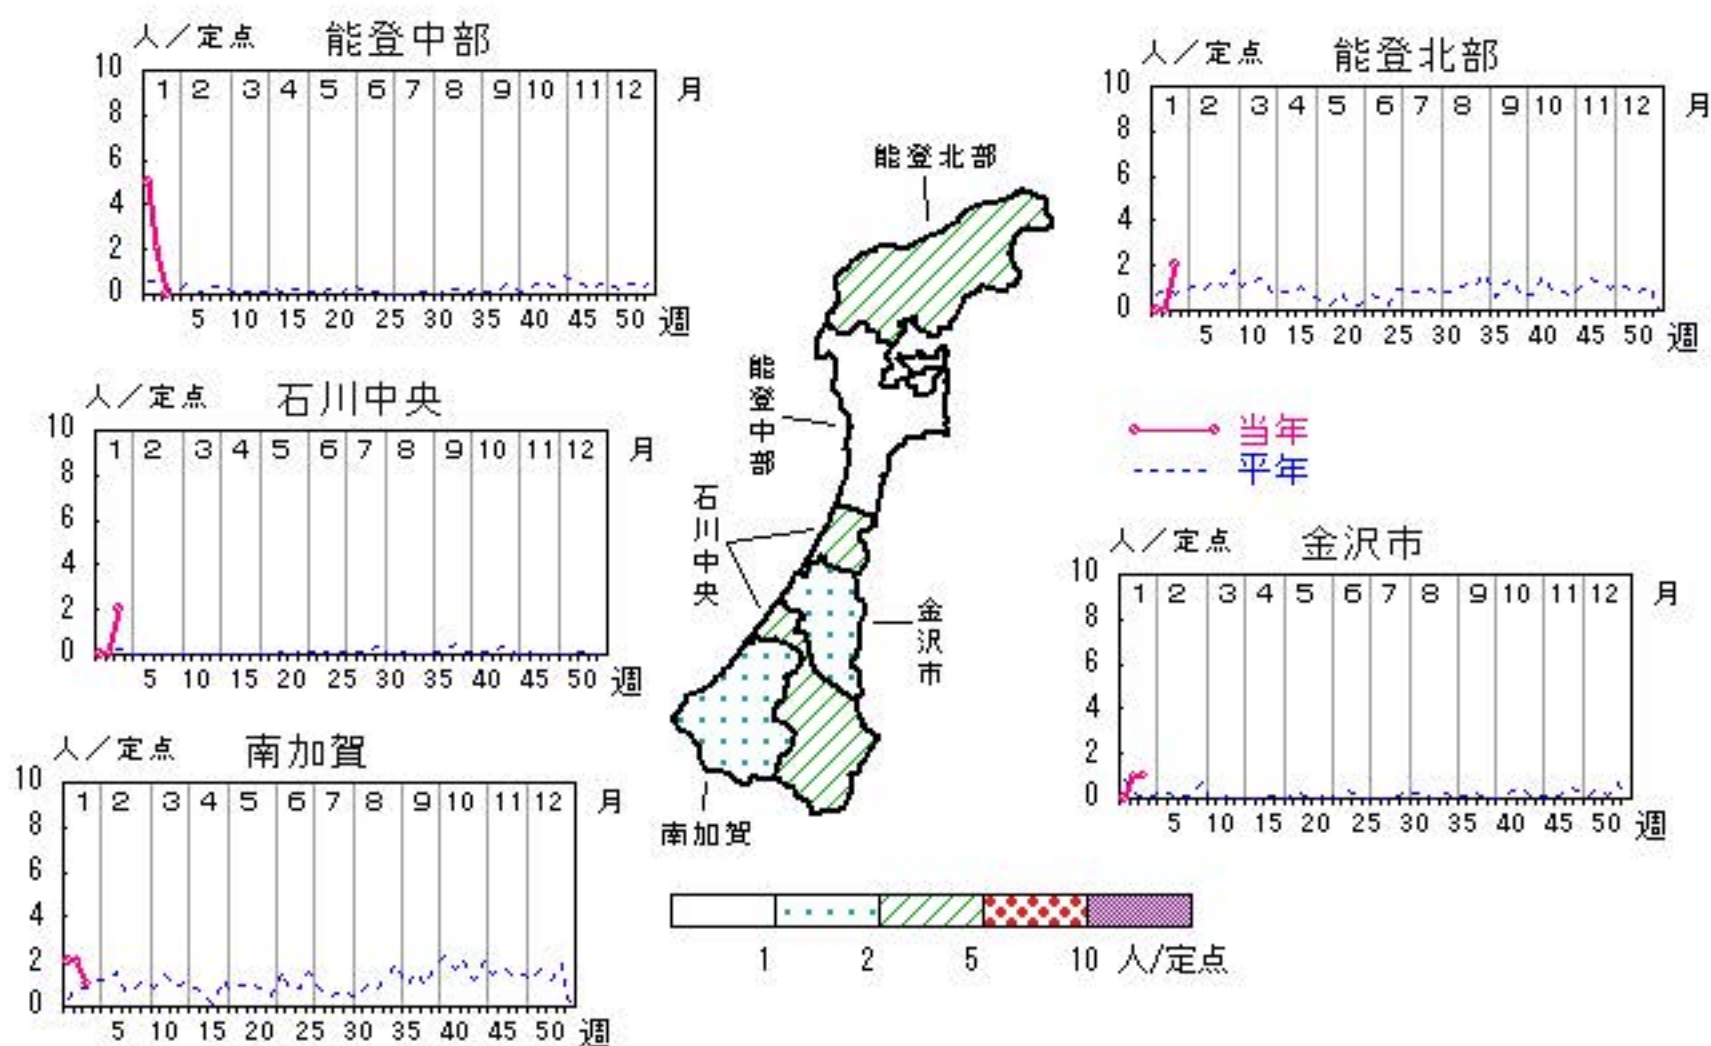 人／定点 能登中部
10 8 6 4 2 0
1 2 3 4 5 6 7 8 9 10 11 12 月
5 10 15 20 25 30 35 40 45 50 週
人／定点 能登北部
10 8 6 4 2 0
1 2 3 4 5 6 7 8 9 10 11 12 月
5 10 15 20 25 30 35 40 45 50 週
人／定点 石川中央
10 8 6 4 2 0
1 2 3 4 5 6 7 8 9 10 11 12 月
5 10 15 20 25 30 35 40 45 50 週
当年
平年
人／定点 金沢市
10 8 6 4 2 0
1 2 3 4 5 6 7 8 9 10 11 12 月
5 10 15 20 25 30 35 40 45 50 週
人／定点 南加賀
10 8 6 4 2 0
1 2 3 4 5 6 7 8 9 10 11 12 月
5 10 15 20 25 30 35 40 45 50 週
能登北部
能登中部
石川中央
金沢市
南加賀
1 2 5 10 人/定点